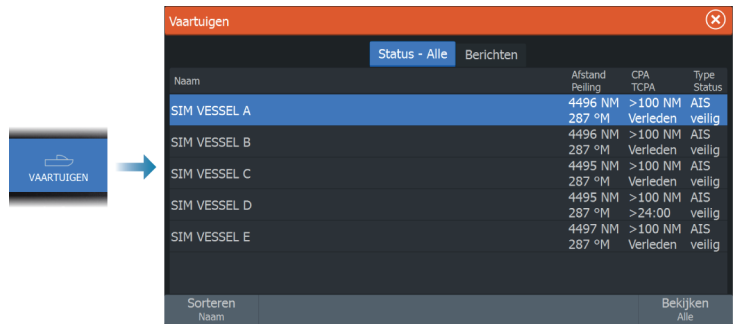 VAARTUIGEN
Vaartuigen
Status - Alle Berichten
Naam Afstand CPA Type
Peiling TCPA Status
SIM VESSEL A 4496 NM >100 NM AIS
287 °M Verleden veilig
SIM VESSEL B 4496 NM >100 NM AIS
287 °M Verleden veilig
SIM VESSEL C 4495 NM >100 NM AIS
287 °M Verleden veilig
SIM VESSEL D 4495 NM >100 NM AIS
287 °M >24:00 veilig
SIM VESSEL E 4497 NM >100 NM AIS
287 °M Verleden veilig
Sorteren Bekijken
Naam Alle